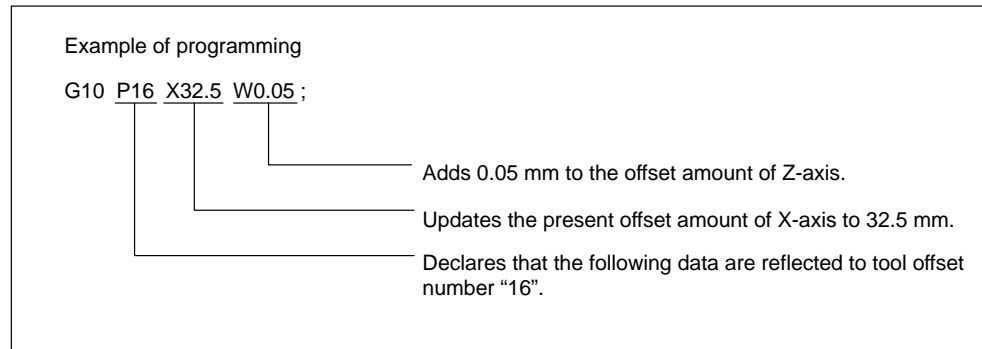 Example of programming
G10 P16 X32.5 W0.05 ;
Adds 0.05 mm to the offset amount of Z-axis.
Updates the present offset amount of X-axis to 32.5 mm.
Declares that the following data are reflected to tool offset
number “16”.